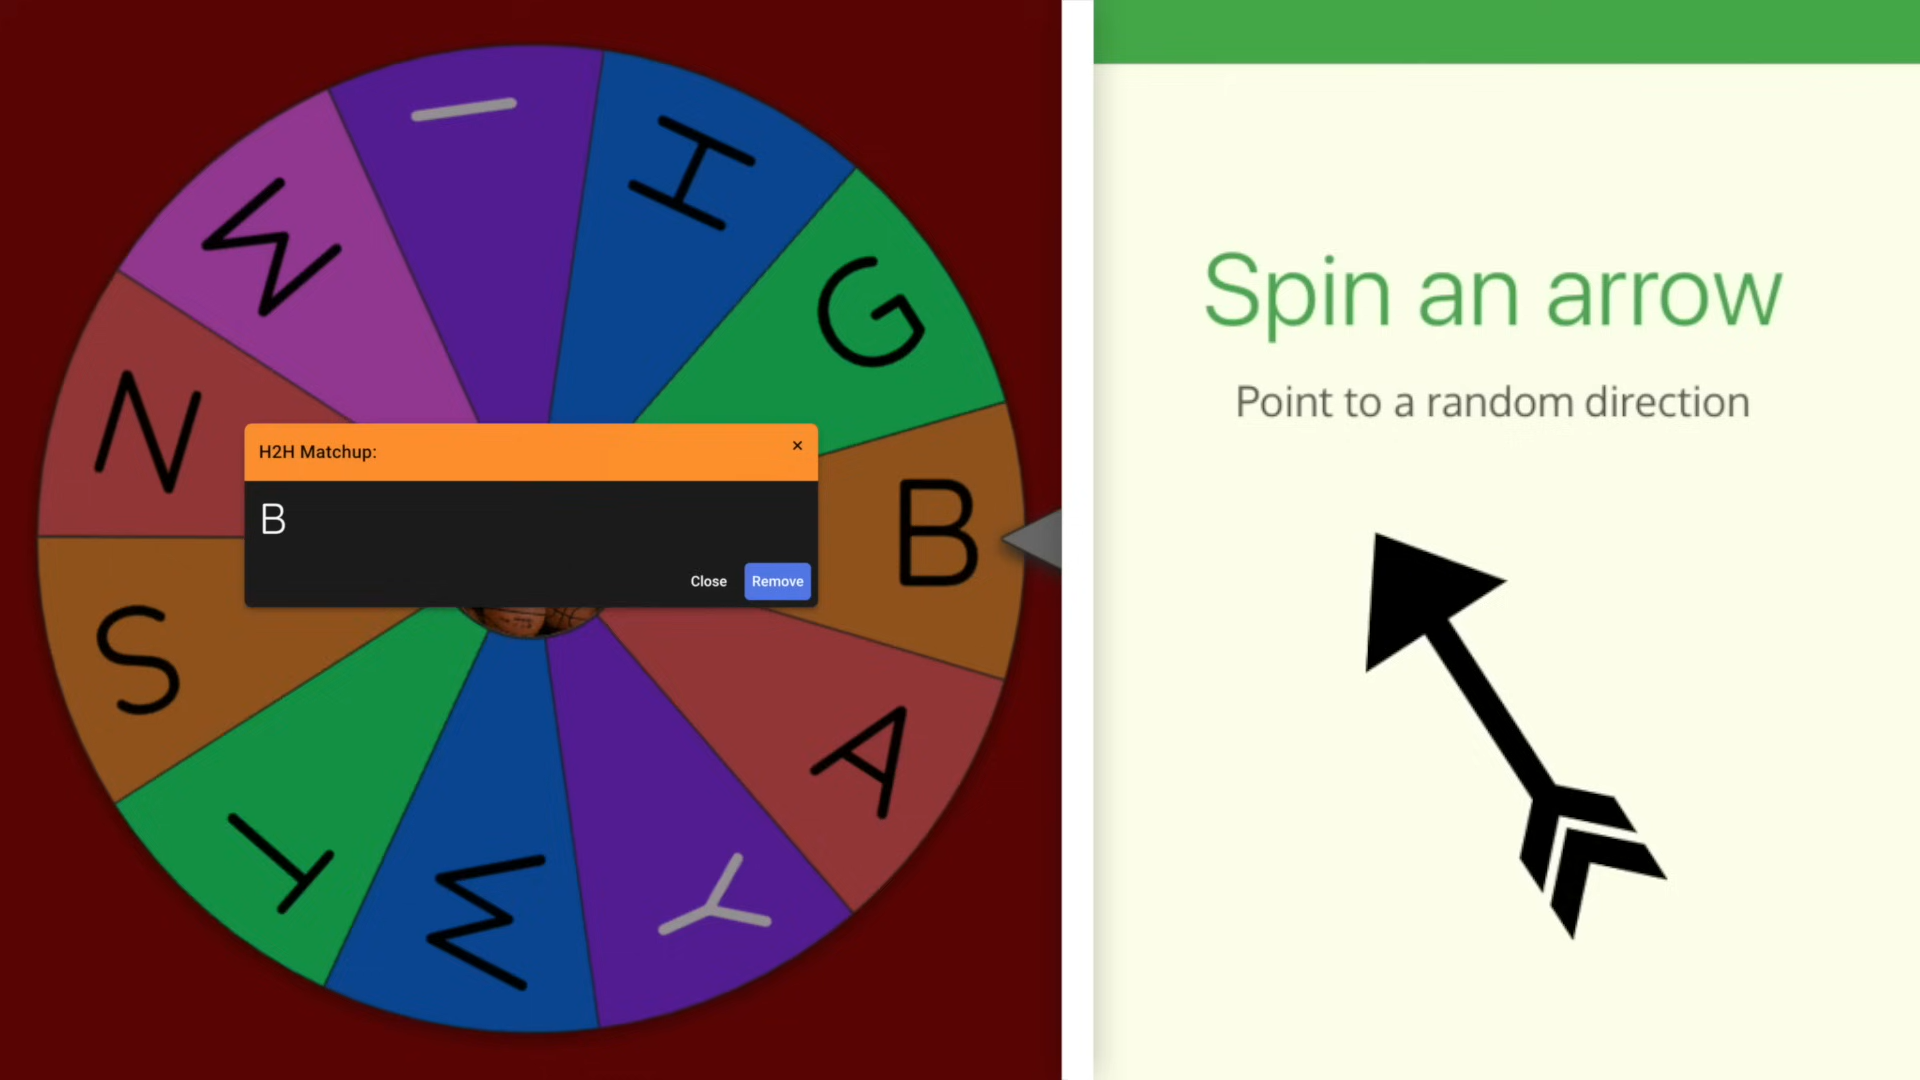 I
H
G
B
A
Y
W
T
S
N
M
H2H Matchup:
×
B
Close
Remove
Spin an arrow
Point to a random direction